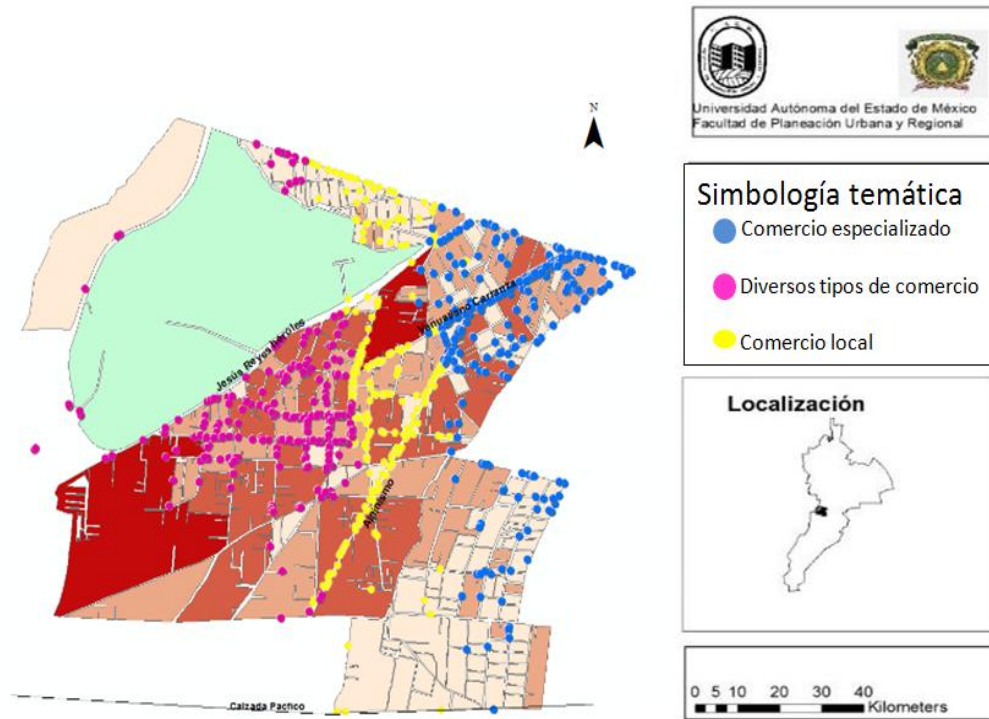 N
Jesús Reyes Heroles
Venustiano Carranza
Alpinismo
Calzada Pacífico
Universidad Autónoma del Estado de México
Facultad de Planeación Urbana y Regional
Simbología temática
Comercio especializado
Diversos tipos de comercio
Comercio local
Localización
0 5 10 20 30 40
Kilometers